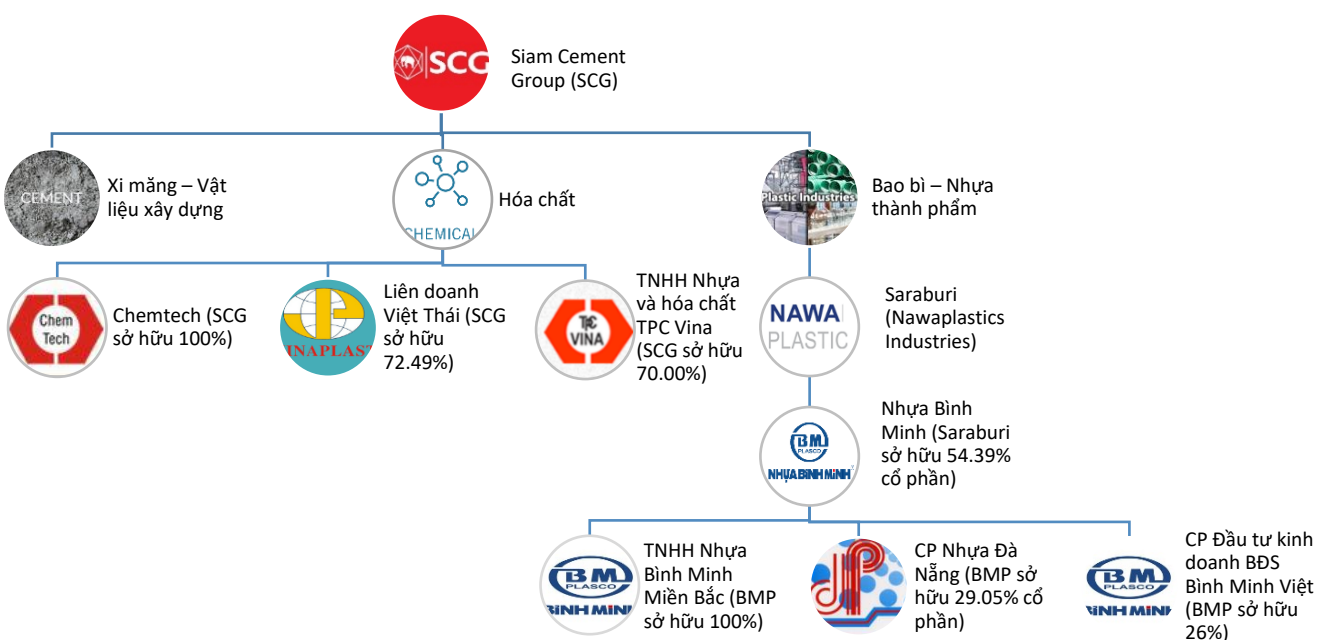 SCG
Siam Cement
Group (SCG)
CEMENT
Xi măng – Vật
liệu xây dựng
CHEMICAL
Hóa chất
Plastic Industries
Bao bì – Nhựa
thành phẩm
Chem
Tech
Chemtech (SCG
sở hữu 100%)
INAPLAST
Liên doanh
Việt Thái (SCG
sở hữu
72.49%)
TPC
VINA
TNHH Nhựa
và hóa chất
TPC Vina
(SCG sở hữu
70.00%)
NAWA
PLASTIC
Saraburi
(Nawaplastics
Industries)
BM
PLASCO
NHỰA BÌNH MINH
Nhựa Bình
Minh (Saraburi
sở hữu 54.39%
cổ phần)
BM
PLASCO
BÌNH MINH
TNHH Nhựa
Bình Minh
Miền Bắc (BMP
sở hữu 100%)
CP Nhựa Đà
Nẵng (BMP sở
hữu 29.05% cổ
phần)
BM
PLASCO
BÌNH MINH
CP Đầu tư kinh
doanh BĐS
Bình Minh Việt
(BMP sở hữu
26%)